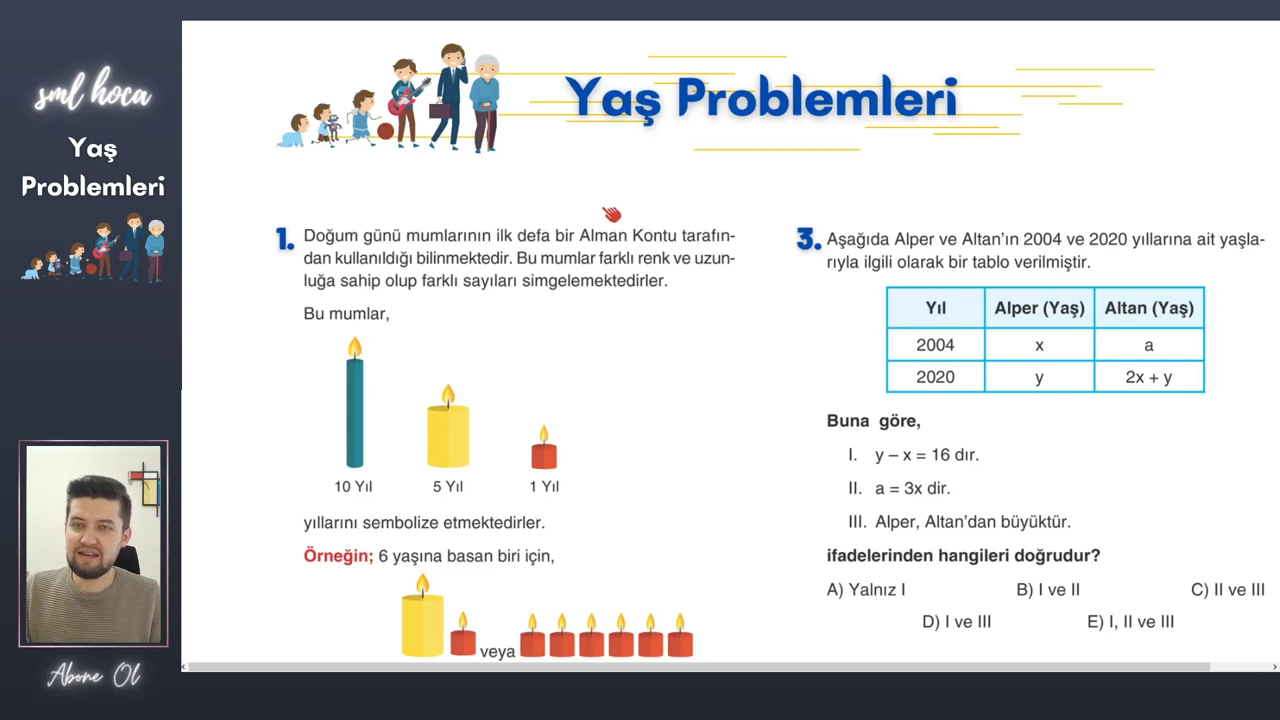 sml hoca
Yaş
Problemleri
Abone Ol
Yaş Problemleri
1. Doğum günü mumlarının ilk defa bir Alman Kontu tarafın-
dan kullanıldığı bilinmektedir. Bu mumlar farklı renk ve uzun-
luğa sahip olup farklı sayıları simgelemektedirler.
Bu mumlar,
10 Yıl 5 Yıl 1 Yıl
yıllarını sembolize etmektedirler.
Örneğin; 6 yaşına basan biri için,
veya
3. Aşağıda Alper ve Altan'ın 2004 ve 2020 yıllarına ait yaşla-
rıyla ilgili olarak bir tablo verilmiştir.
Yıl Alper (Yaş) Altan (Yaş)
2004 x a
2020 y 2x + y
Buna göre,
I. y – x = 16 dır.
II. a = 3x dir.
III. Alper, Altan'dan büyüktür.
ifadelerinden hangileri doğrudur?
A) Yalnız I B) I ve II C) II ve III
D) I ve III E) I, II ve III